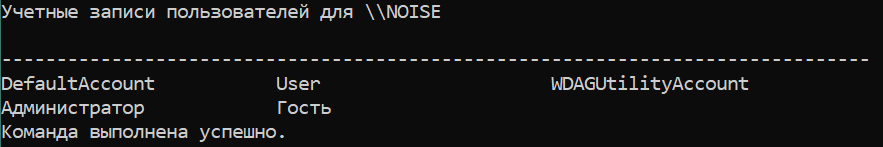 Учетные записи пользователей для \\NOISE
-------------------------------------------------------------------------------
DefaultAccount           User                     WDAGUtilityAccount
Администратор            Гость
Команда выполнена успешно.